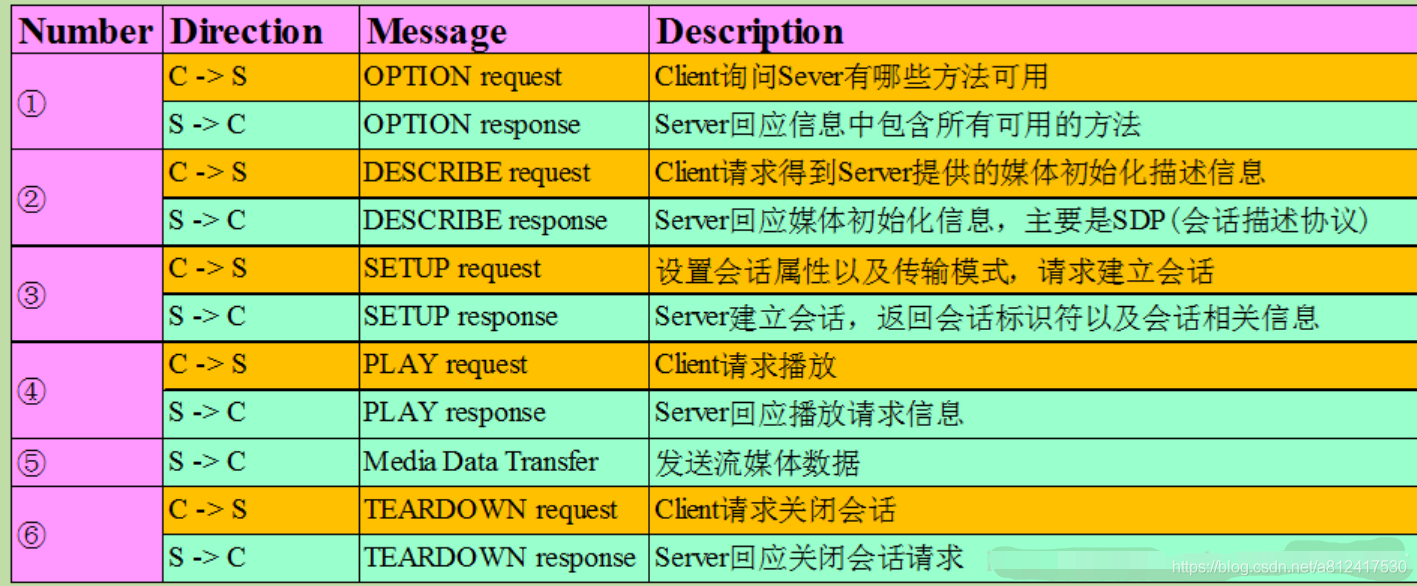 Number Direction Message Description
① C -> S OPTION request Client询问Sever有哪些方法可用
S -> C OPTION response Server回应信息中包含所有可用的方法
② C -> S DESCRIBE request Client请求得到Server提供的媒体初始化描述信息
S -> C DESCRIBE response Server回应媒体初始化信息，主要是SDP(会话描述协议)
③ C -> S SETUP request 设置会话属性以及传输模式，请求建立会话
S -> C SETUP response Server建立会话，返回会话标识符以及会话相关信息
④ C -> S PLAY request Client请求播放
S -> C PLAY response Server回应播放请求信息
⑤ S -> C Media Data Transfer 发送流媒体数据
⑥ C -> S TEARDOWN request Client请求关闭会话
S -> C TEARDOWN response Server回应关闭会话请求
https://blog.csdn.net/a812417530